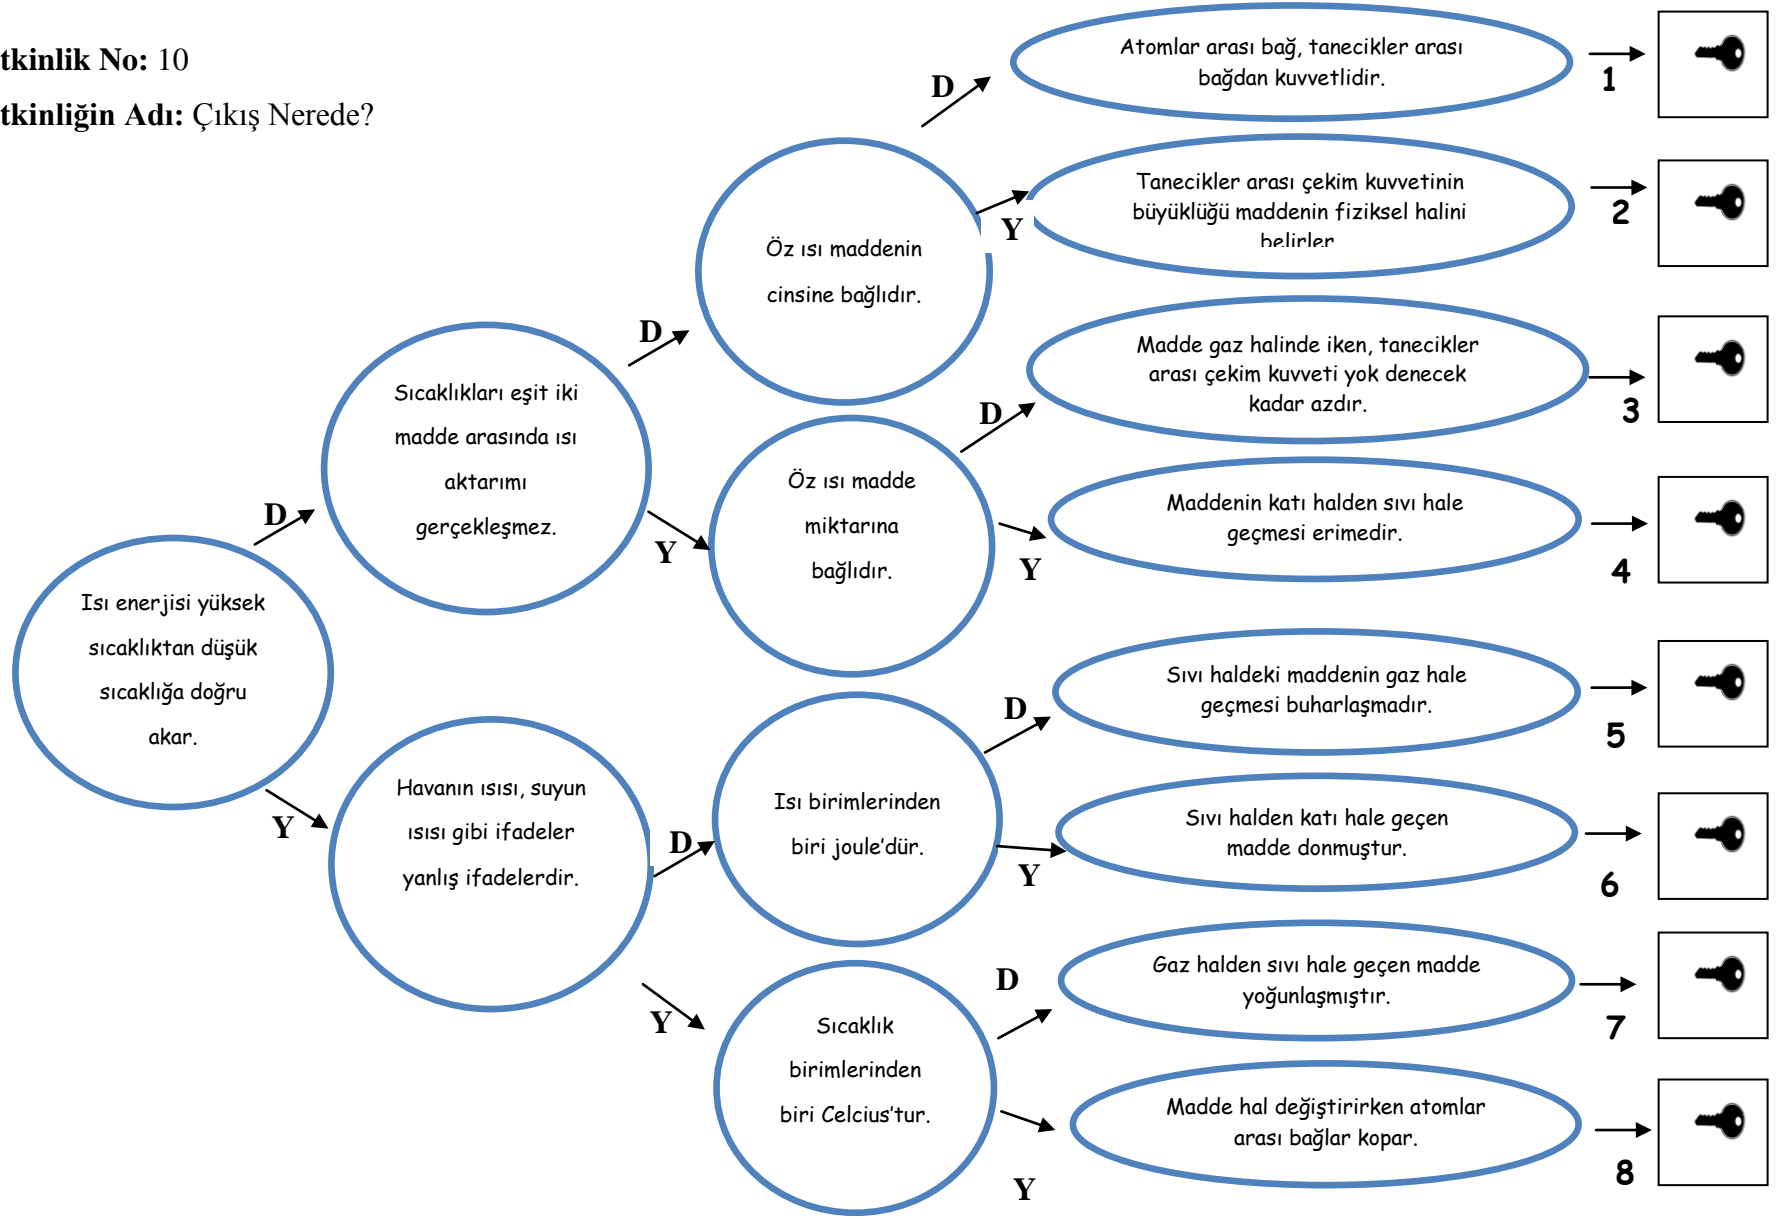 tkinlik No: 10
tkinliğin Adı: Çıkış Nerede?
Isı enerjisi yüksek
sıcaklıktan düşük
sıcaklığa doğru
akar.
D
Y
Sıcaklıkları eşit iki
madde arasında ısı
aktarımı
gerçekleşmez.
D
Y
Havanın ısısı, suyun
ısısı gibi ifadeler
yanlış ifadelerdir.
D
Y
Öz ısı maddenin
cinsine bağlıdır.
D
Y
Öz ısı madde
miktarına
bağlıdır.
D
Y
Isı birimlerinden
biri joule’dür.
D
Y
Sıcaklık
birimlerinden
biri Celcius’tur.
D
Y
Atomlar arası bağ, tanecikler arası
bağdan kuvvetlidir.
1
Tanecikler arası çekim kuvvetinin
büyüklüğü maddenin fiziksel halini
belirler
2
Madde gaz halinde iken, tanecikler
arası çekim kuvveti yok denecek
kadar azdır.
3
Maddenin katı halden sıvı hale
geçmesi erimedir.
4
Sıvı haldeki maddenin gaz hale
geçmesi buharlaşmadır.
5
Sıvı halden katı hale geçen
madde donmuştur.
6
Gaz halden sıvı hale geçen madde
yoğunlaşmıştır.
7
Madde hal değiştirirken atomlar
arası bağlar kopar.
8